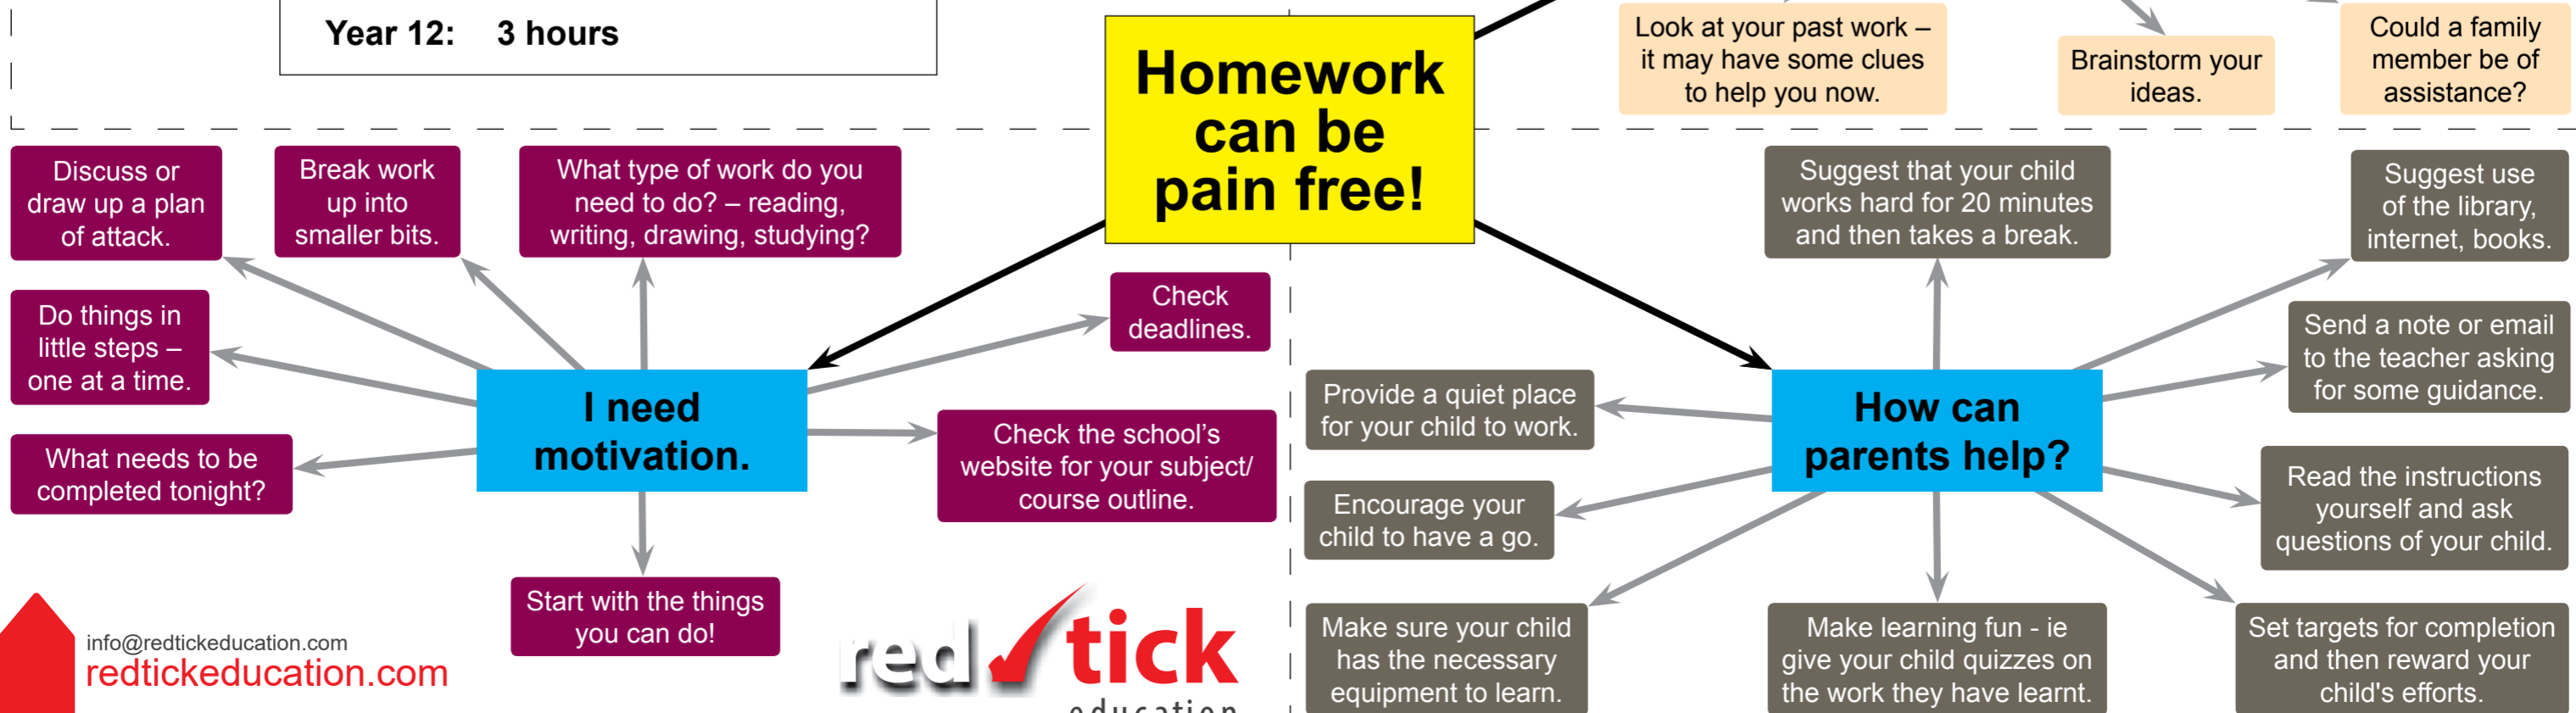 Year 12: 3 hours
Homework
can be
pain free!
Look at your past work –
it may have some clues
to help you now.
Brainstorm your
ideas.
Could a family
member be of
assistance?
Discuss or
draw up a plan
of attack.
Break work
up into
smaller bits.
What type of work do you
need to do? – reading,
writing, drawing, studying?
Do things in
little steps –
one at a time.
Check
deadlines.
I need
motivation.
What needs to be
completed tonight?
Check the school's
website for your subject/
course outline.
Start with the things
you can do!
Suggest that your child
works hard for 20 minutes
and then takes a break.
Suggest use
of the library,
internet, books.
Send a note or email
to the teacher asking
for some guidance.
Provide a quiet place
for your child to work.
How can
parents help?
Encourage your
child to have a go.
Read the instructions
yourself and ask
questions of your child.
Make sure your child
has the necessary
equipment to learn.
Make learning fun - ie
give your child quizzes on
the work they have learnt.
Set targets for completion
and then reward your
child's efforts.
info@redtickeducation.com
redtickeducation.com
red tick
education